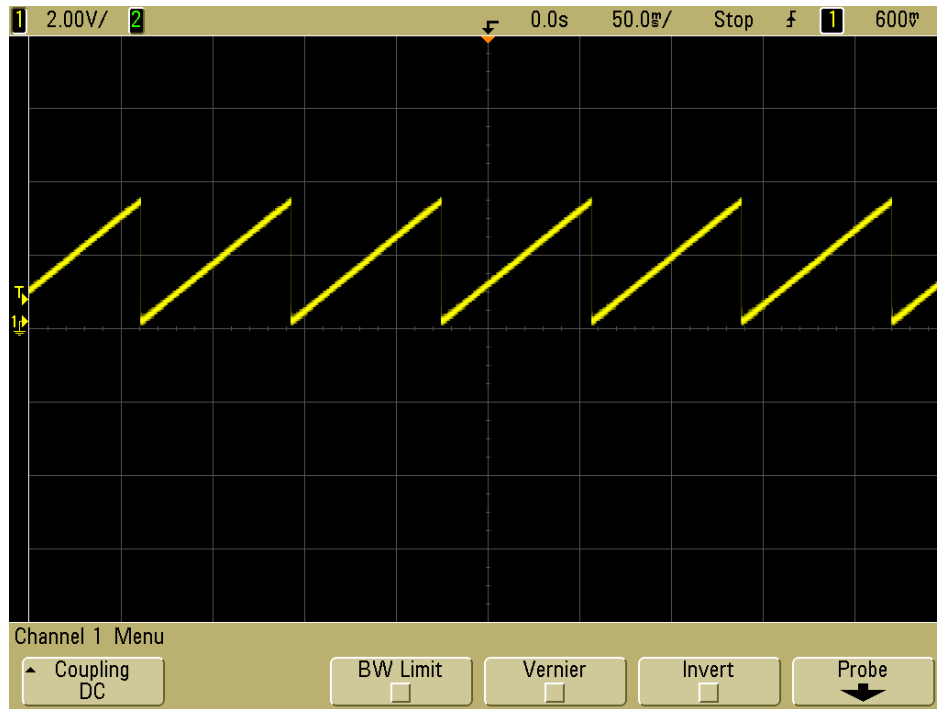 1 2.00V/ 2 0.0s 50.0ms/ Stop 1 600mV
T
1
Channel 1 Menu
Coupling BW Limit Vernier Invert Probe
DC